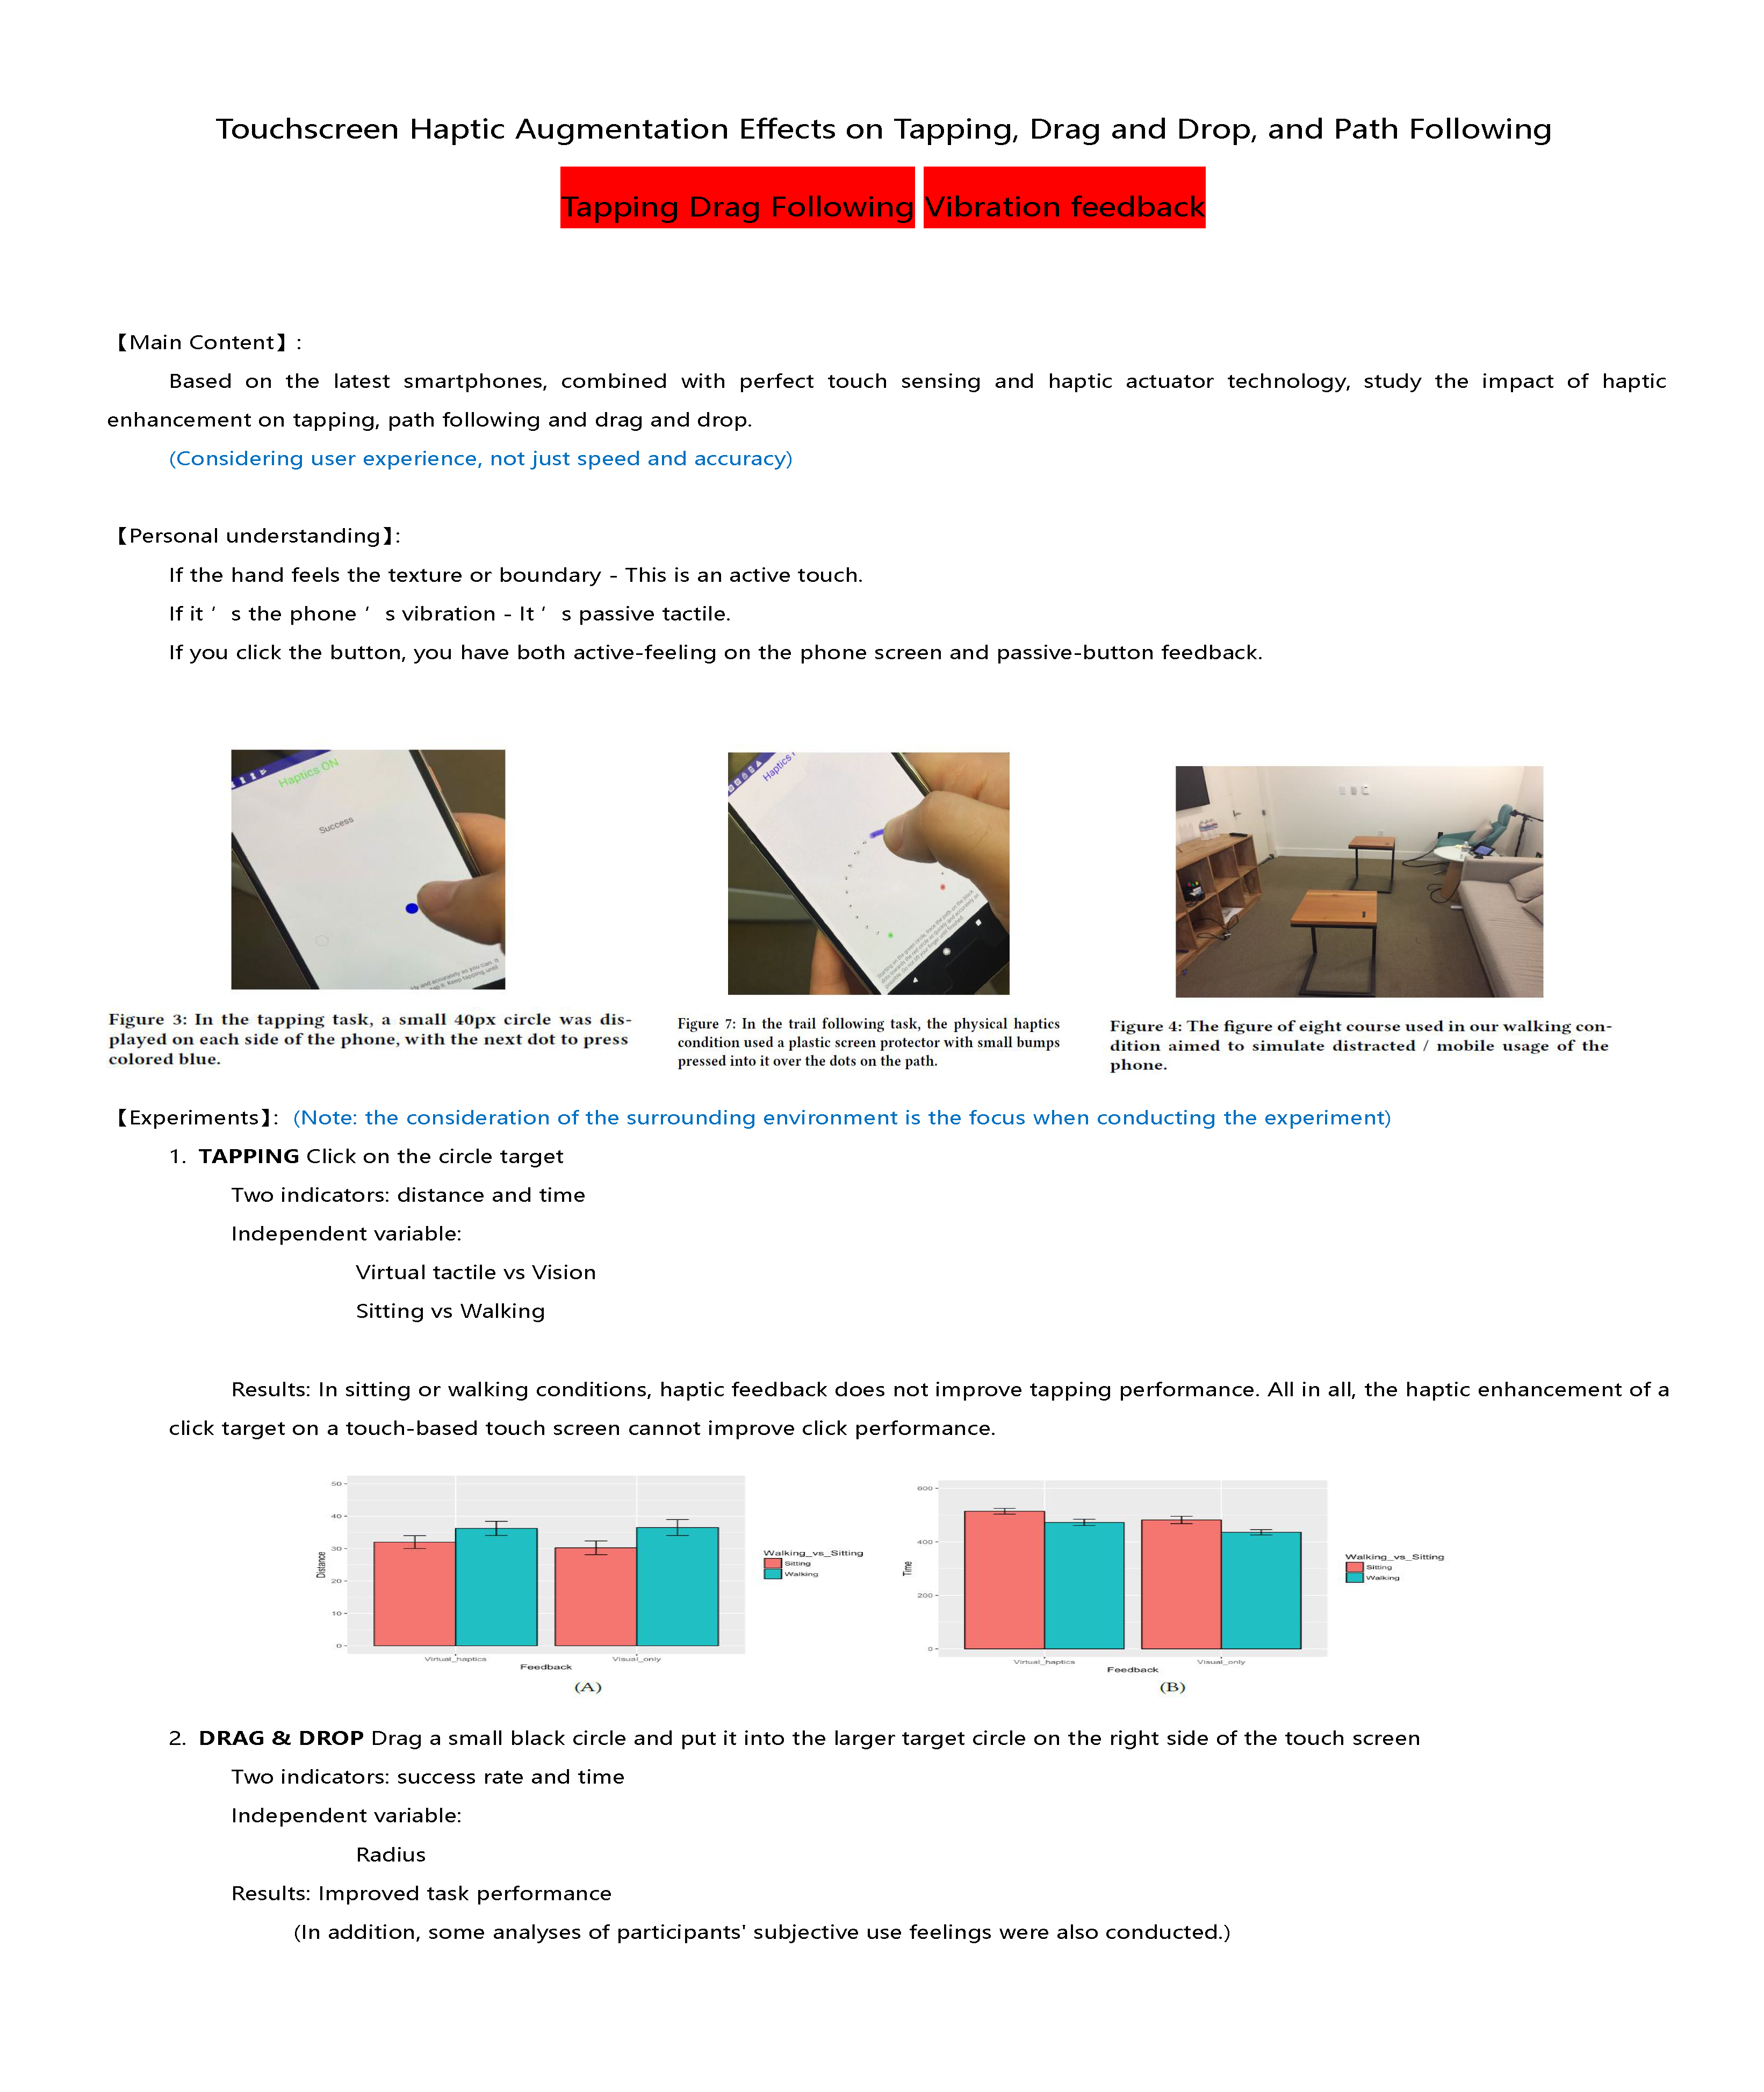 Touchscreen Haptic Augmentation Effects on Tapping, Drag and Drop, and Path Following
Tapping Drag Following Vibration feedback
【Main Content】:
Based on the latest smartphones, combined with perfect touch sensing and haptic actuator technology, study the impact of haptic
enhancement on tapping, path following and drag and drop.
(Considering user experience, not just speed and accuracy)
【Personal understanding】:
If the hand feels the texture or boundary - This is an active touch.
If it ‘ s the phone ‘ s vibration - It ‘ s passive tactile.
If you click the button, you have both active-feeling on the phone screen and passive-button feedback.
Haptics ON
Success
Haptics
Figure 3: In the tapping task, a small 40px circle was dis-
played on each side of the phone, with the next dot to press
colored blue.
Figure 7: In the trail following task, the physical haptics
condition used a plastic screen protector with small bumps
pressed into it over the dots on the path.
Figure 4: The figure of eight course used in our walking con-
dition aimed to simulate distracted / mobile usage of the
phone.
【Experiments】: (Note: the consideration of the surrounding environment is the focus when conducting the experiment)
1. TAPPING Click on the circle target
Two indicators: distance and time
Independent variable:
Virtual tactile vs Vision
Sitting vs Walking
Results: In sitting or walking conditions, haptic feedback does not improve tapping performance. All in all, the haptic enhancement of a
click target on a touch-based touch screen cannot improve click performance.
50
40
30
20
10
0
Distance
Virtual_haptics
Visual_only
Feedback
Walking_vs_Sitting
Sitting
Walking
(A)
600
400
200
0
Time
Virtual_haptics
Visual_only
Feedback
Walking_vs_Sitting
Sitting
Walking
(B)
2. DRAG & DROP Drag a small black circle and put it into the larger target circle on the right side of the touch screen
Two indicators: success rate and time
Independent variable:
Radius
Results: Improved task performance
(In addition, some analyses of participants' subjective use feelings were also conducted.)